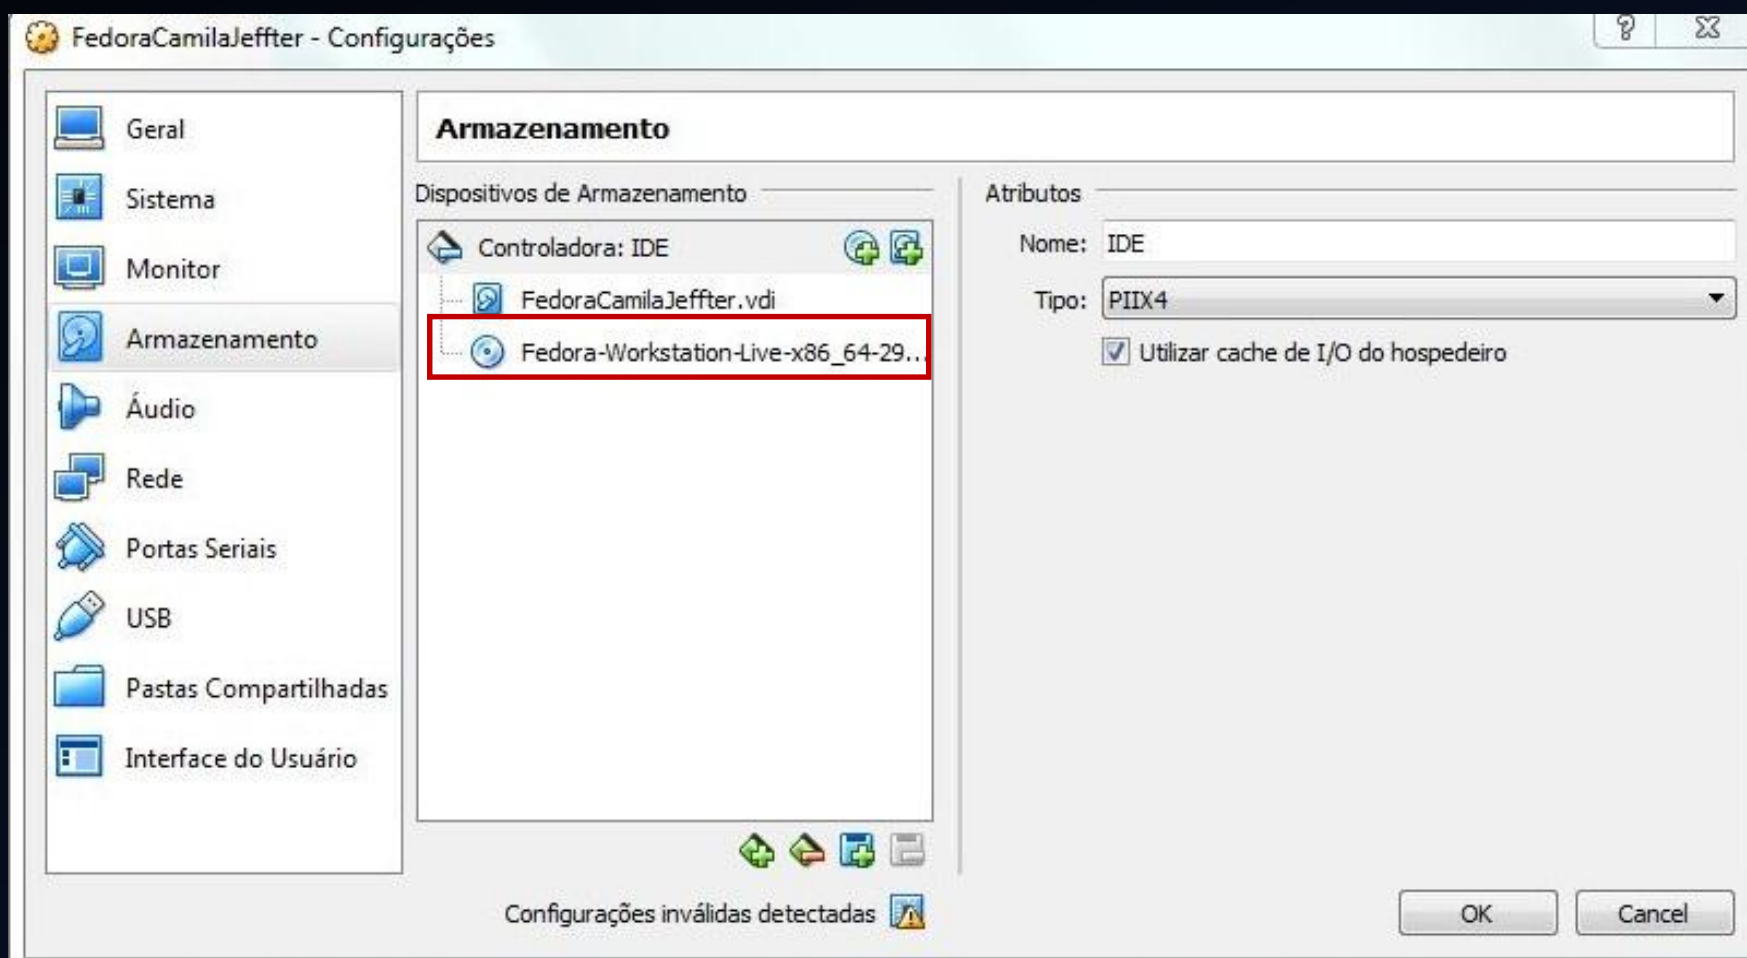 FedoraCamilaJeffter - Configurações
Geral
Sistema
Monitor
Armazenamento
Áudio
Rede
Portas Seriais
USB
Pastas Compartilhadas
Interface do Usuário
Armazenamento
Dispositivos de Armazenamento
Controladora: IDE
FedoraCamilaJeffter.vdi
Fedora-Workstation-Live-x86_64-29...
Atributos
Nome: IDE
Tipo: PIIX4
Utilizar cache de I/O do hospedeiro
Configurações inválidas detectadas
OK
Cancel